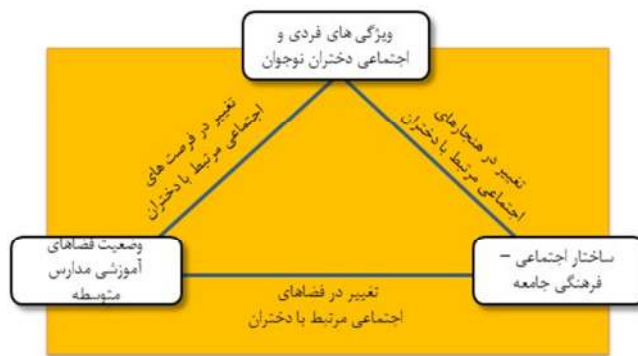 ویژگی های فردی و
اجتماعی دختران نوجوان
تغییر در هنجارهای
اجتماعی مرتبط با دختران
تغییر در فرصت های
اجتماعی مرتبط با دختران
ساختار اجتماعی –
فرهنگی جامعه
وضعیت فضاهای
آموزشی مدارس
متوسطه
تغییر در فضاهای
اجتماعی مرتبط با دختران